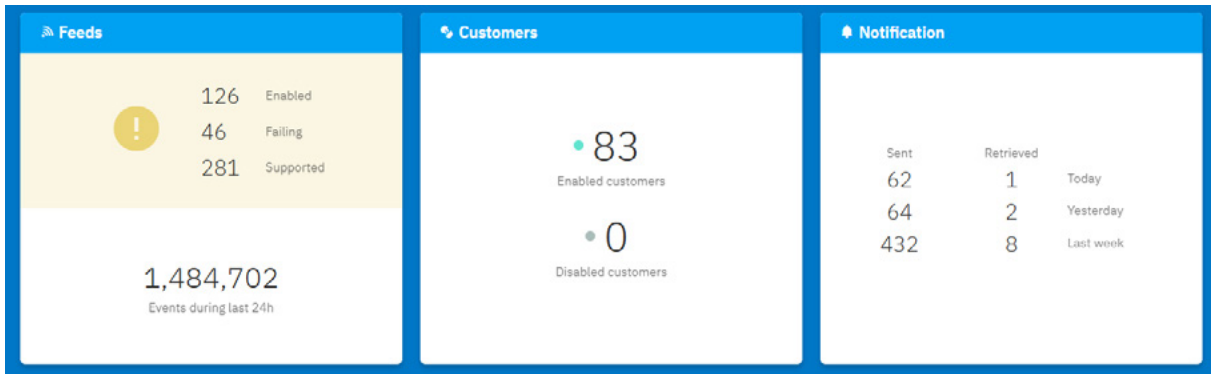 Feeds
126 Enabled
! 46 Failing
281 Supported
1,484,702
Events during last 24h
Customers
83
Enabled customers
0
Disabled customers
Notification
Sent Retrieved
62 1 Today
64 2 Yesterday
432 8 Last week